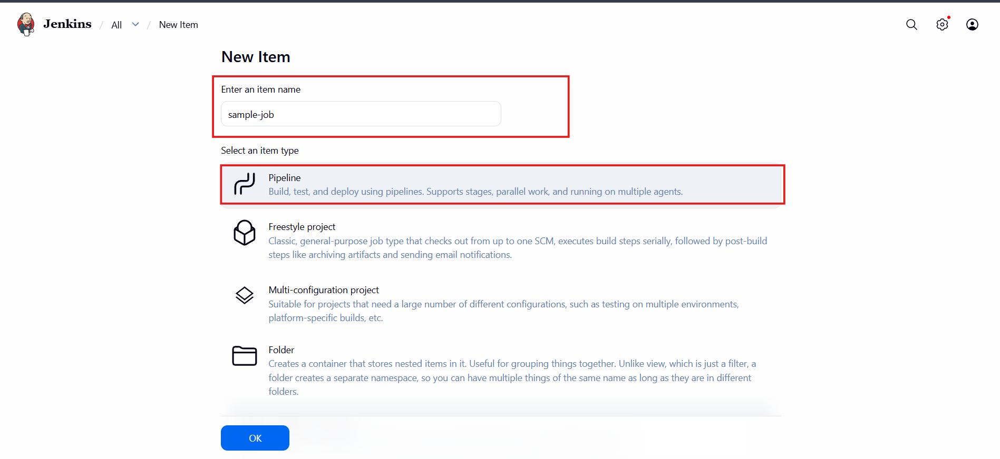 Jenkins / All / New Item
New Item
Enter an item name
sample-job
Select an item type
Pipeline
Build, test, and deploy using pipelines. Supports stages, parallel work, and running on multiple agents.
Freestyle project
Classic, general-purpose job type that checks out from up to one SCM, executes build steps serially, followed by post-build
steps like archiving artifacts and sending email notifications.
Multi-configuration project
Suitable for projects that need a large number of different configurations, such as testing on multiple environments,
platform-specific builds, etc.
Folder
Creates a container that stores nested items in it. Useful for grouping things together. Unlike view, which is just a filter, a
folder creates a separate namespace, so you can have multiple things of the same name as long as they are in different
folders.
OK